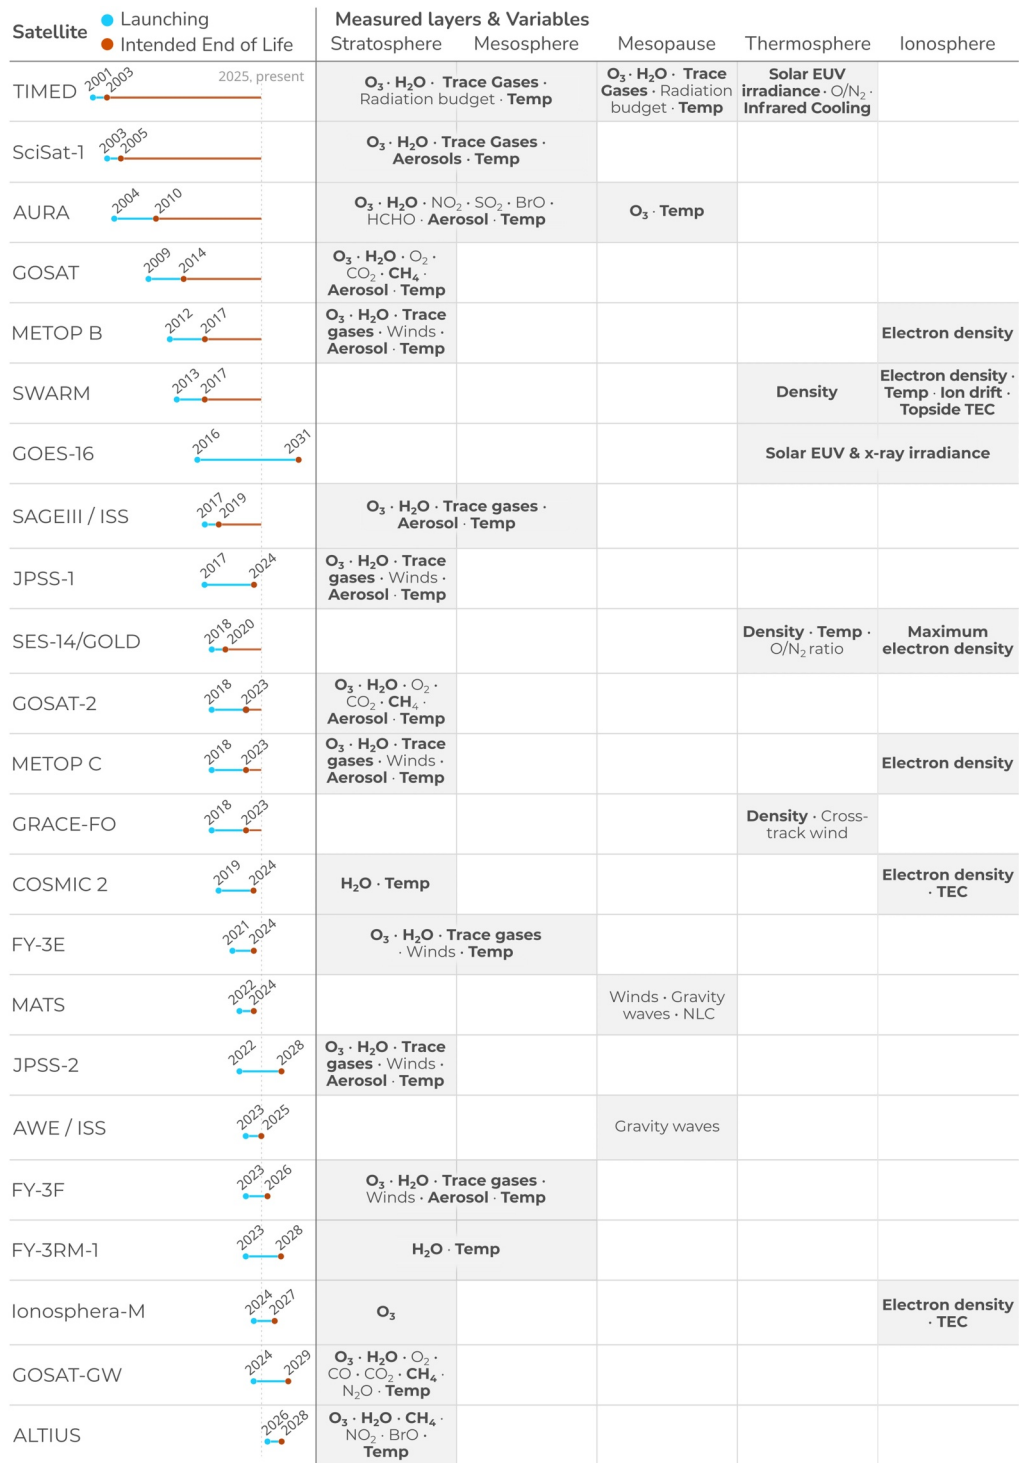 Satellite
Launching
Intended End of Life
Measured layers & Variables
Stratosphere
Mesosphere
Mesopause
Thermosphere
Ionosphere
2025, present
TIMED
2001
2003
O₃ · H₂O · Trace Gases ·
Radiation budget · Temp
O₃ · H₂O · Trace
Gases · Radiation
budget · Temp
Solar EUV
irradiance · O/N₂ ·
Infrared Cooling
SciSat-1
2003
2005
O₃ · H₂O · Trace Gases ·
Aerosols · Temp
AURA
2004
2010
O₃ · H₂O · NO₂ · SO₂ · BrO ·
HCHO · Aerosol · Temp
O₃ · Temp
GOSAT
2009
2014
O₃ · H₂O · O₂ ·
CO₂ · CH₄ ·
Aerosol · Temp
METOP B
2012
2017
O₃ · H₂O · Trace
gases · Winds ·
Aerosol · Temp
Electron density
SWARM
2013
2017
Density
Electron density ·
Temp · Ion drift ·
Topside TEC
GOES-16
2016
2031
Solar EUV & x-ray irradiance
SAGEIII / ISS
2017
2019
O₃ · H₂O · Trace gases ·
Aerosol · Temp
JPSS-1
2017
2024
O₃ · H₂O · Trace
gases · Winds ·
Aerosol · Temp
SES-14/GOLD
2018
2020
Density · Temp ·
O/N₂ ratio
Maximum
electron density
GOSAT-2
2018
2023
O₃ · H₂O · O₂ ·
CO₂ · CH₄ ·
Aerosol · Temp
METOP C
2018
2023
O₃ · H₂O · Trace
gases · Winds ·
Aerosol · Temp
Electron density
GRACE-FO
2018
2023
Density · Cross-
track wind
COSMIC 2
2019
2024
H₂O · Temp
Electron density
· TEC
FY-3E
2021
2024
O₃ · H₂O · Trace gases
· Winds · Temp
MATS
2022
2024
Winds · Gravity
waves · NLC
JPSS-2
2022
2028
O₃ · H₂O · Trace
gases · Winds ·
Aerosol · Temp
AWE / ISS
2023
2025
Gravity waves
FY-3F
2023
2026
O₃ · H₂O · Trace gases ·
Winds · Aerosol · Temp
FY-3RM-1
2023
2028
H₂O · Temp
Ionosphera-M
2024
2027
O₃
Electron density
· TEC
GOSAT-GW
2024
2029
O₃ · H₂O · O₂ ·
CO · CO₂ · CH₄ ·
N₂O · Temp
ALTIUS
2026
2028
O₃ · H₂O · CH₄ ·
NO₂ · BrO ·
Temp